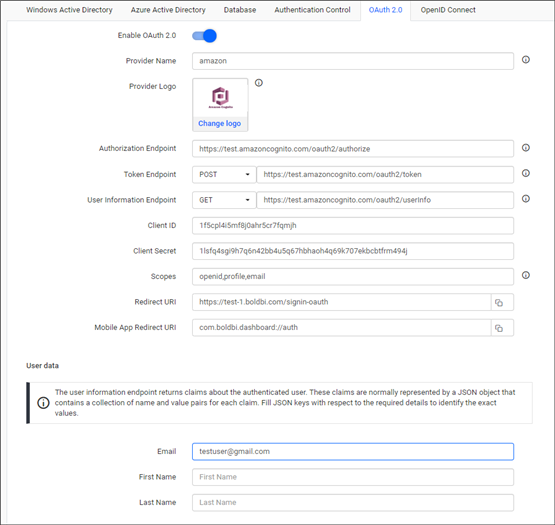 Windows Active Directory Azure Active Directory Database Authentication Control OAuth 2.0 OpenID Connect
Enable OAuth 2.0
Provider Name amazon
Provider Logo
Amazon Cognito
Change logo
Authorization Endpoint https://test.amazoncognito.com/oauth2/authorize
Token Endpoint POST https://test.amazoncognito.com/oauth2/token
User Information Endpoint GET https://test.amazoncognito.com/oauth2/userInfo
Client ID 1f5cpl4i5mf8j0ahr5cr7fqmjh
Client Secret 1lsfq4sgi9h7q6n42bb4u5q67hbhaoh4q69k707ekbcbtfrm494j
Scopes openid,profile,email
Redirect URI https://test-1.boldbi.com/signin-oauth
Mobile App Redirect URI com.boldbi.dashboard://auth
User data
The user information endpoint returns claims about the authenticated user. These claims are normally represented by a JSON object that
contains a collection of name and value pairs for each claim. Fill JSON keys with respect to the required details to identify the exact
values.
Email testuser@gmail.com
First Name First Name
Last Name Last Name